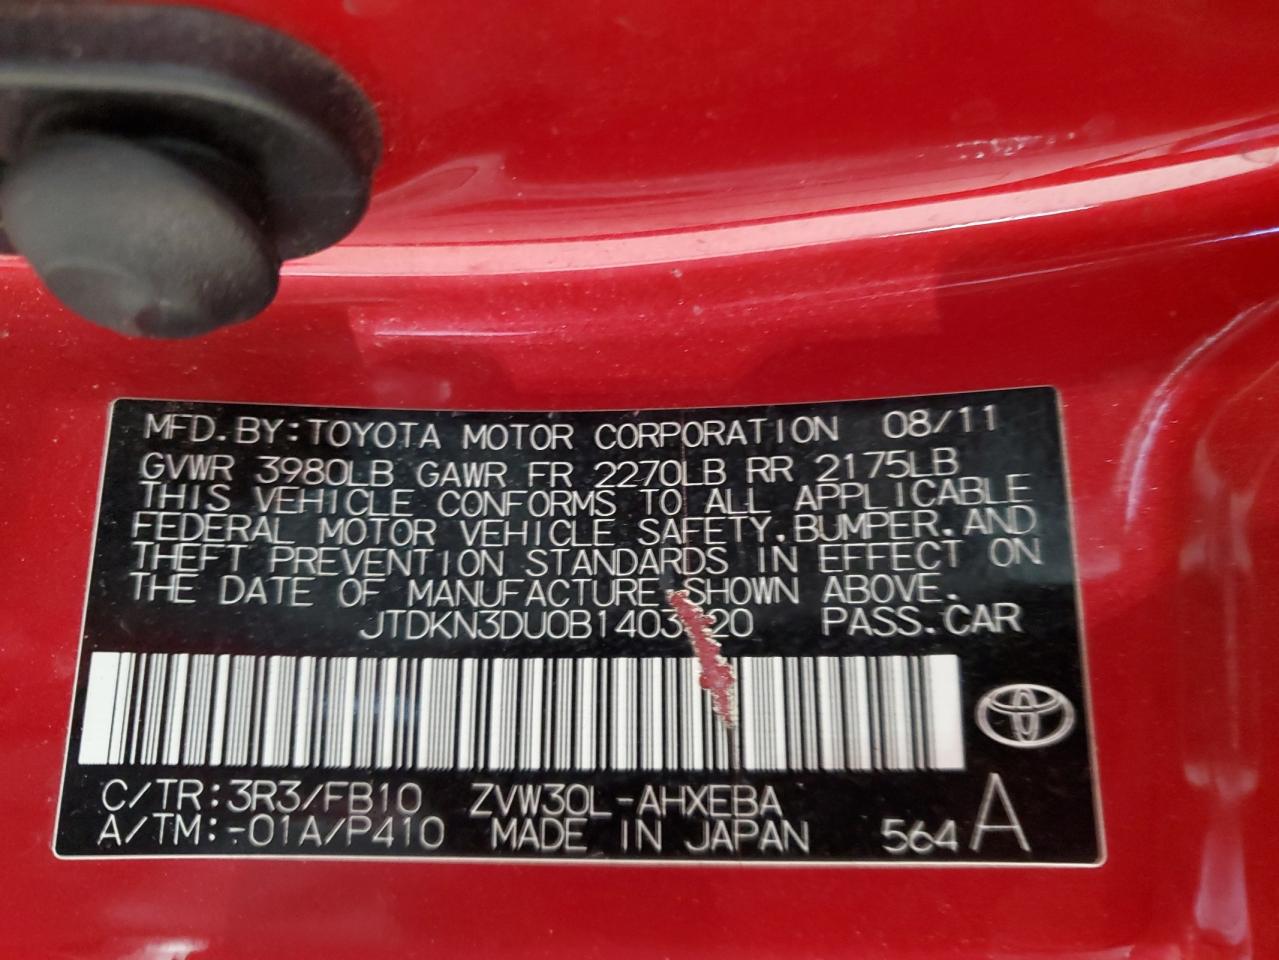 MFD.BY:TOYOTA MOTOR CORPORATION 08/11
GVWR 3980LB GAWR FR 2270LB RR 2175LB
THIS VEHICLE CONFORMS TO ALL APPLICABLE
FEDERAL MOTOR VEHICLE SAFETY,BUMPER,AND
THEFT PREVENTION STANDARDS IN EFFECT ON
THE DATE OF MANUFACTURE SHOWN ABOVE.
PASS.CAR
C/TR:3R3/FB10 ZVW30L-AHXEBA
A/TM:-01A/P410 MADE IN JAPAN 564 A